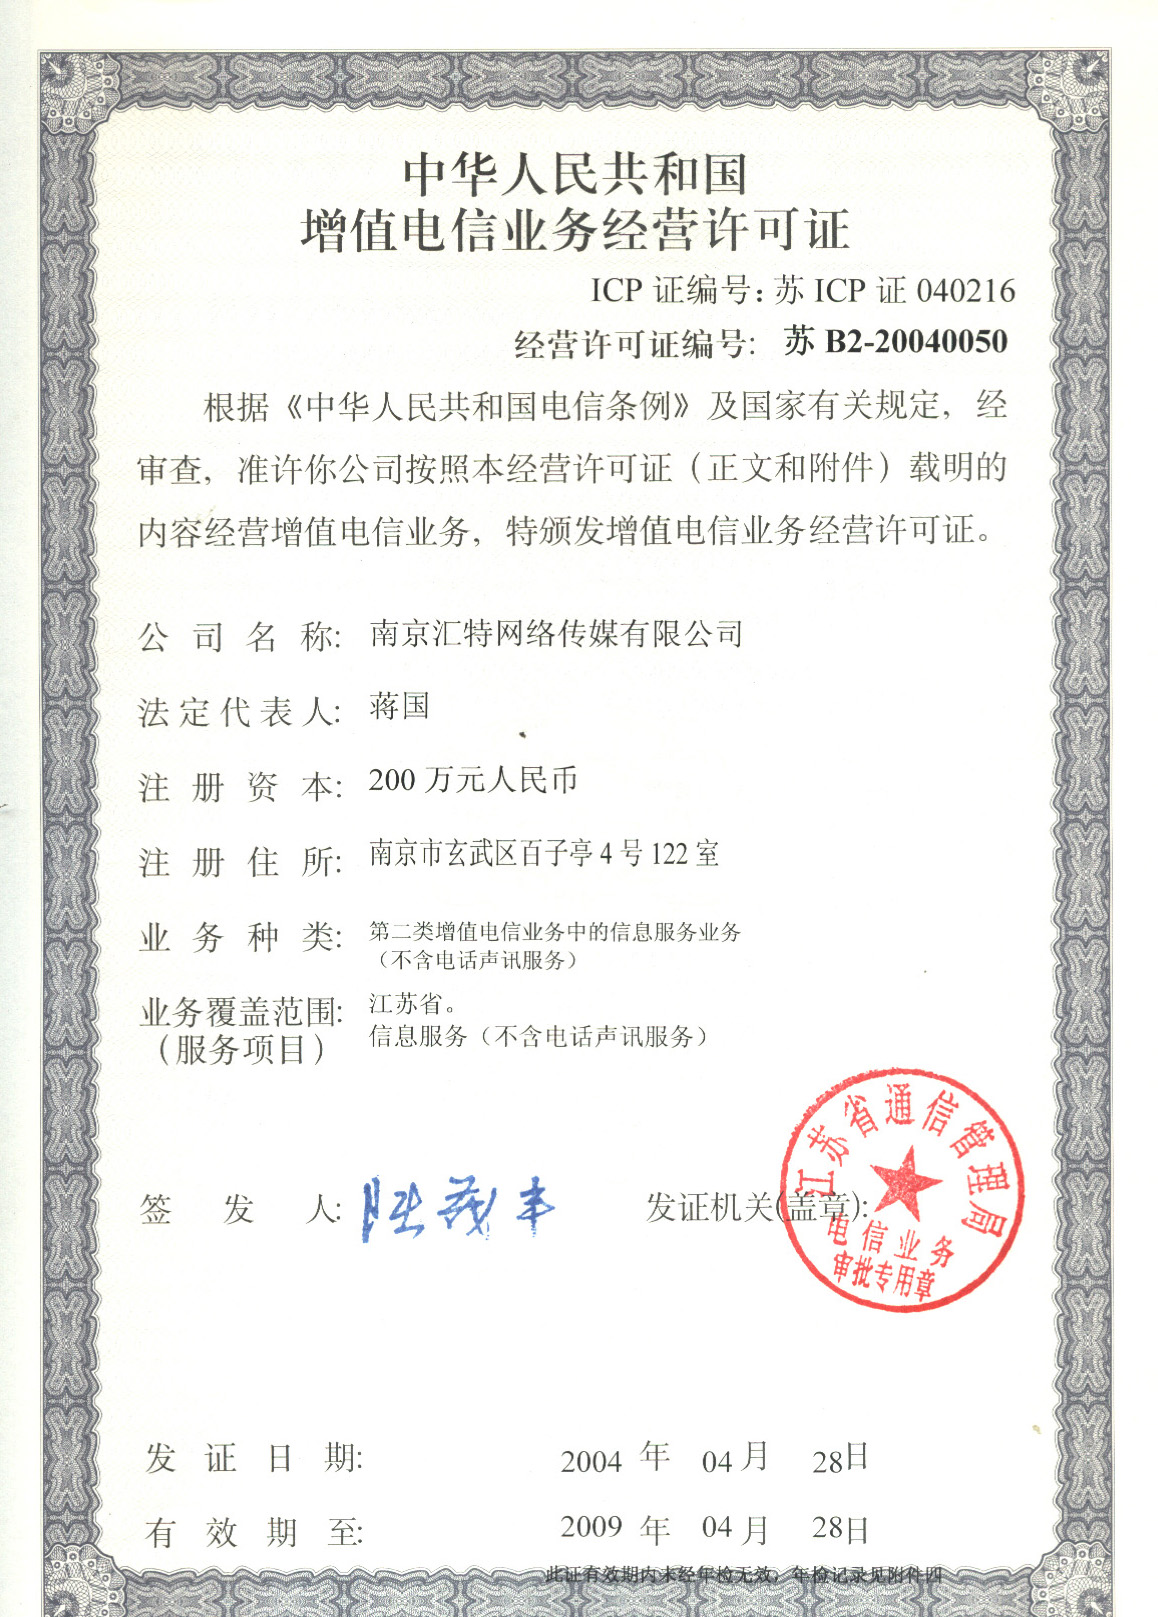 中华人民共和国
增值电信业务经营许可证
ICP 证编号: 苏 ICP 证 040216
经营许可证编号: 苏 B2-20040050
根据《中华人民共和国电信条例》及国家有关规定，经
审查，准许你公司按照本经营许可证（正文和附件）载明的
内容经营增值电信业务，特颁发增值电信业务经营许可证。
公司名称: 南京汇特网络传媒有限公司
法定代表人: 蒋国
注册资本: 200 万元人民币
注册住所: 南京市玄武区百子亭 4 号 122 室
业务种类: 第二类增值电信业务中的信息服务业务
（不含电话声讯服务）
业务覆盖范围: 江苏省。
（服务项目） 信息服务（不含电话声讯服务）
江苏省通信管理局
签发人: 发证机关(盖章):
电信业务
审批专用章
发证日期: 2004 年 04 月 28日
有效期至: 2009 年 04 月 28日
此证有效期内未经年检无效，年检记录见附件四